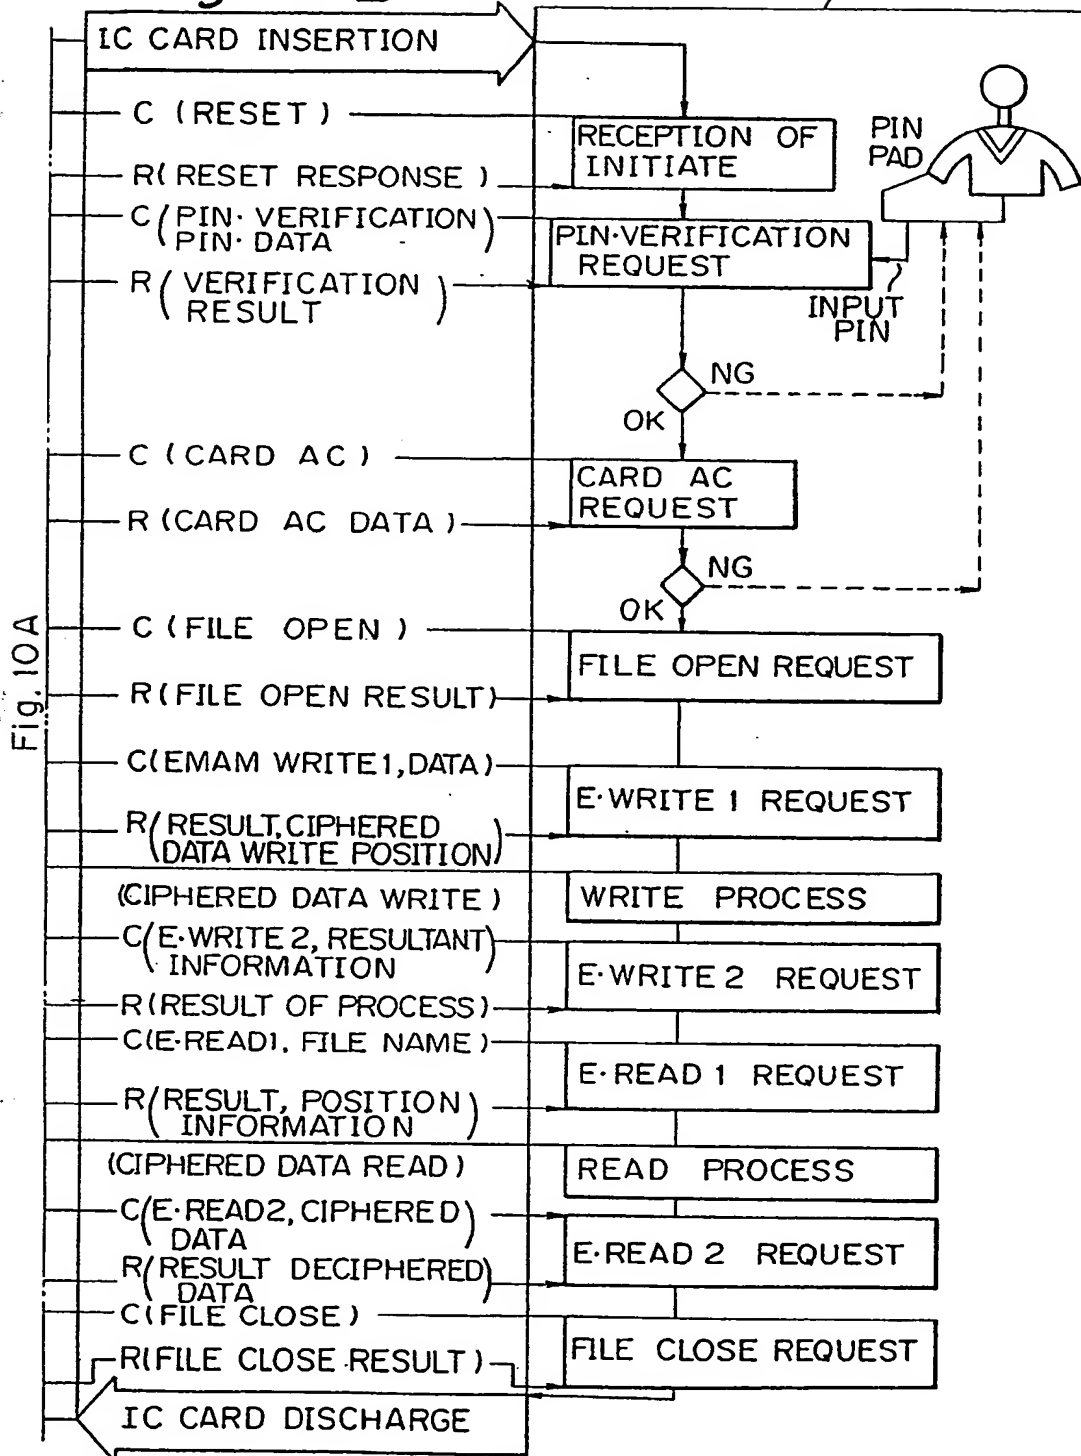 IC CARD INSERTION
C (RESET)
RECEPTION OF
INITIATE
PIN
PAD
R(RESET RESPONSE)
C(PIN·VERIFICATION
PIN·DATA)
PIN·VERIFICATION
REQUEST
R(VERIFICATION
RESULT)
INPUT
PIN
NG
OK
C (CARD AC)
CARD AC
REQUEST
R (CARD AC DATA)
NG
OK
C (FILE OPEN)
FILE OPEN REQUEST
R(FILE OPEN RESULT)
Fig. 10A
C(EMAM WRITE1,DATA)
E·WRITE 1 REQUEST
R(RESULT,CIPHERED
DATA WRITE POSITION)
(CIPHERED DATA WRITE)
WRITE PROCESS
C(E·WRITE 2, RESULTANT
INFORMATION)
E·WRITE 2 REQUEST
R(RESULT OF PROCESS)
C(E·READ1. FILE NAME)
E·READ 1 REQUEST
R(RESULT, POSITION
INFORMATION)
(CIPHERED DATA READ)
READ PROCESS
C(E·READ2, CIPHERED
DATA)
E·READ 2 REQUEST
R(RESULT DECIPHERED
DATA)
C(FILE CLOSE)
FILE CLOSE REQUEST
R(FILE CLOSE RESULT)
IC CARD DISCHARGE